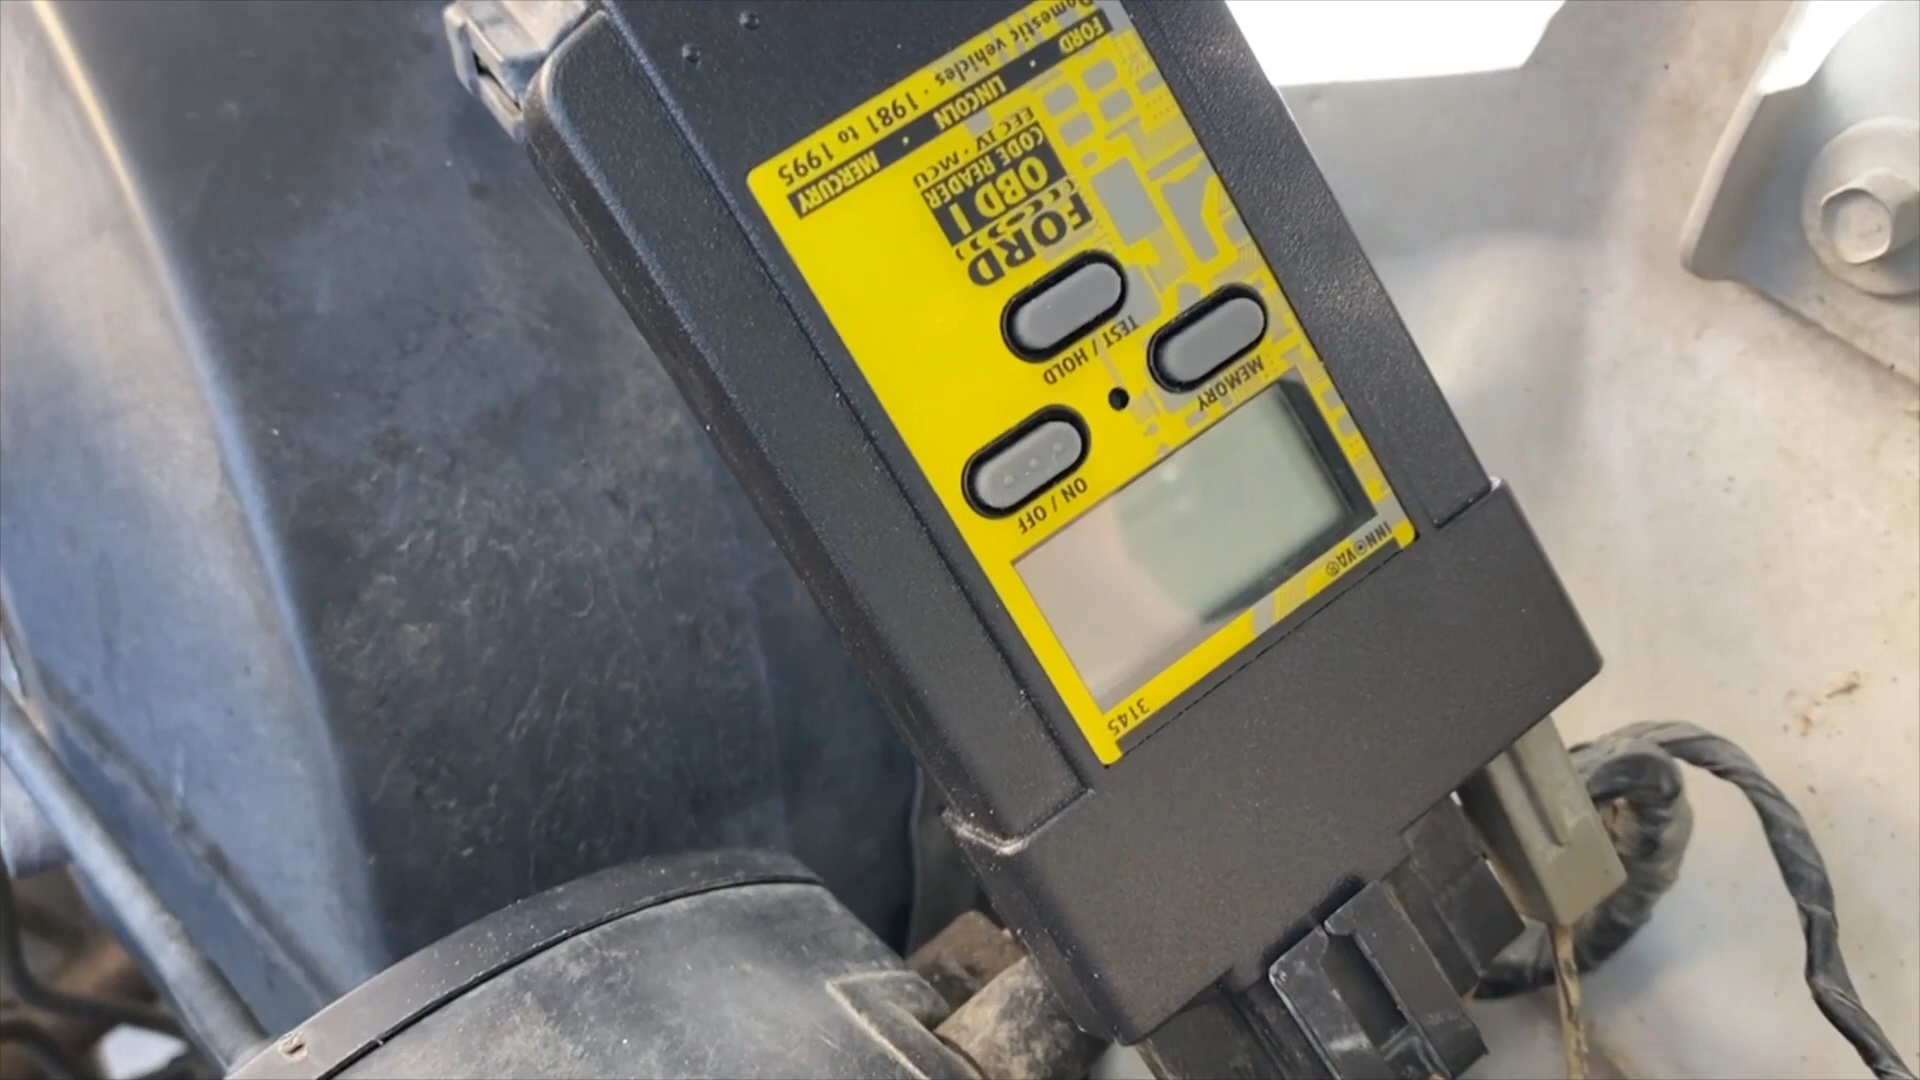 INNOVA®
3145
MEMORY
ON / OFF
TEST / HOLD
FORD
OBD I
CODE READER
EEC IV · MCU
FORD · LINCOLN · MERCURY
Domestic vehicles · 1981 to 1995